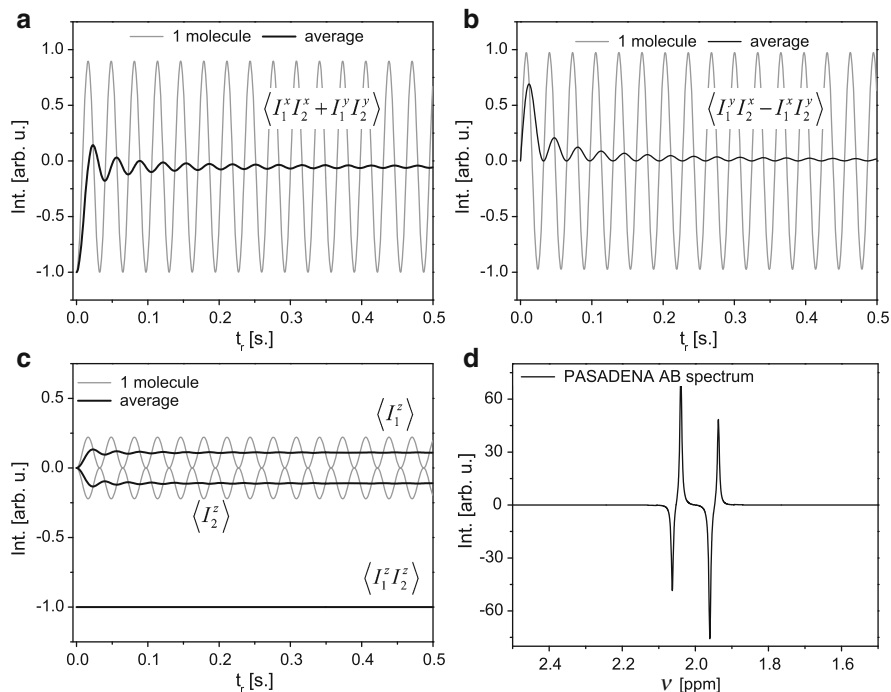 a
1 molecule average
⟨I₁ˣI₂ˣ + I₁ʸI₂ʸ⟩
Int. [arb. u.]
1.0
0.5
0.0
-0.5
-1.0
0.0 0.1 0.2 0.3 0.4 0.5
tᵣ [s.]
b
1 molecule average
⟨I₁ʸI₂ˣ − I₁ˣI₂ʸ⟩
Int. [arb. u.]
1.0
0.5
0.0
-0.5
-1.0
0.0 0.1 0.2 0.3 0.4 0.5
tᵣ [s.]
c
1 molecule
average
⟨I₁ᶻ⟩
⟨I₂ᶻ⟩
⟨I₁ᶻI₂ᶻ⟩
Int. [arb. u.]
0.5
0.0
-0.5
-1.0
0.0 0.1 0.2 0.3 0.4 0.5
tᵣ [s.]
d
PASADENA AB spectrum
Int. [arb. u.]
60
30
0
-30
-60
2.4 2.2 2.0 1.8 1.6
ν [ppm]